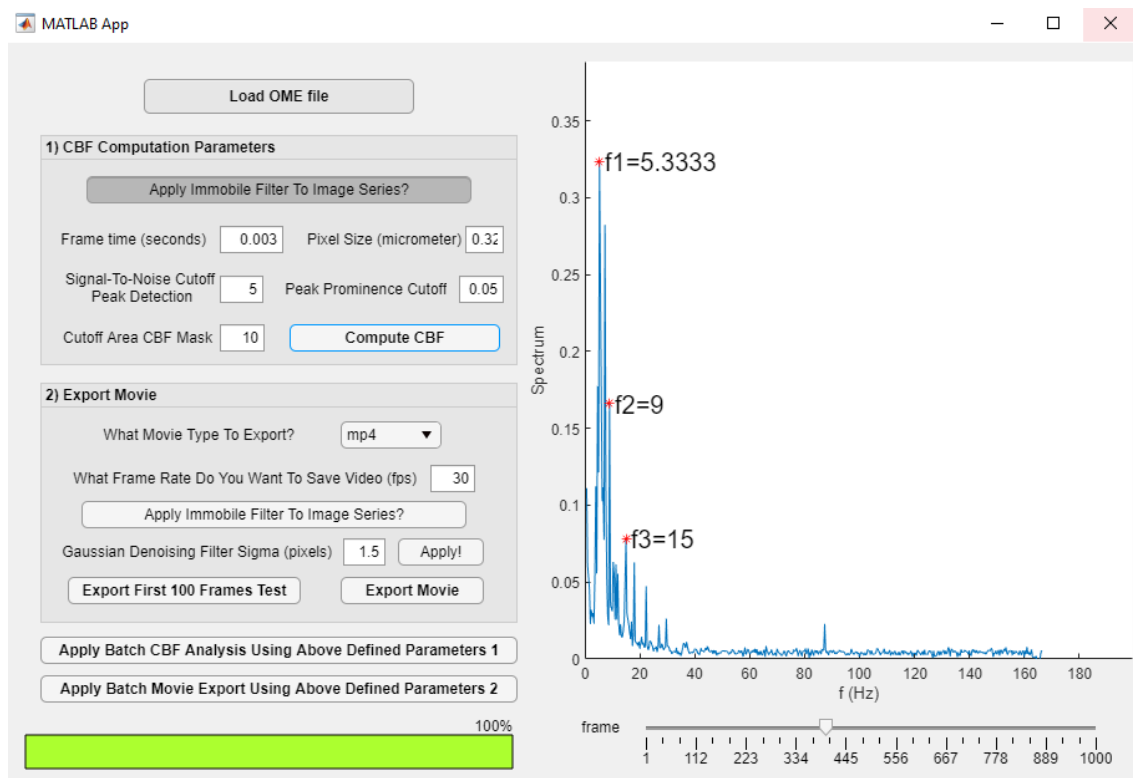 MATLAB App
Load OME file
1) CBF Computation Parameters
Apply Immobile Filter To Image Series?
Frame time (seconds) 0.003 Pixel Size (micrometer) 0.32
Signal-To-Noise Cutoff
Peak Detection 5 Peak Prominence Cutoff 0.05
Cutoff Area CBF Mask 10 Compute CBF
2) Export Movie
What Movie Type To Export? mp4
What Frame Rate Do You Want To Save Video (fps) 30
Apply Immobile Filter To Image Series?
Gaussian Denoising Filter Sigma (pixels) 1.5 Apply!
Export First 100 Frames Test Export Movie
Apply Batch CBF Analysis Using Above Defined Parameters 1
Apply Batch Movie Export Using Above Defined Parameters 2
100%
0.35
0.3
0.25
0.2
0.15
0.1
0.05
0
Spectrum
f1=5.3333
f2=9
f3=15
0 20 40 60 80 100 120 140 160 180
f (Hz)
frame
1 112 223 334 445 556 667 778 889 1000